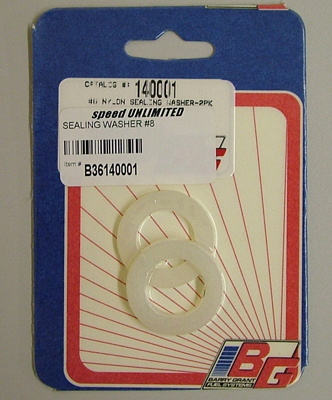 CATALOG #: 140001
#8 NYLON SEALING WASHER-2PK
speed UNLIMITED
SEALING WASHER #8
Item # B36140001
BG
BARRY GRANT
FUEL SYSTEMS